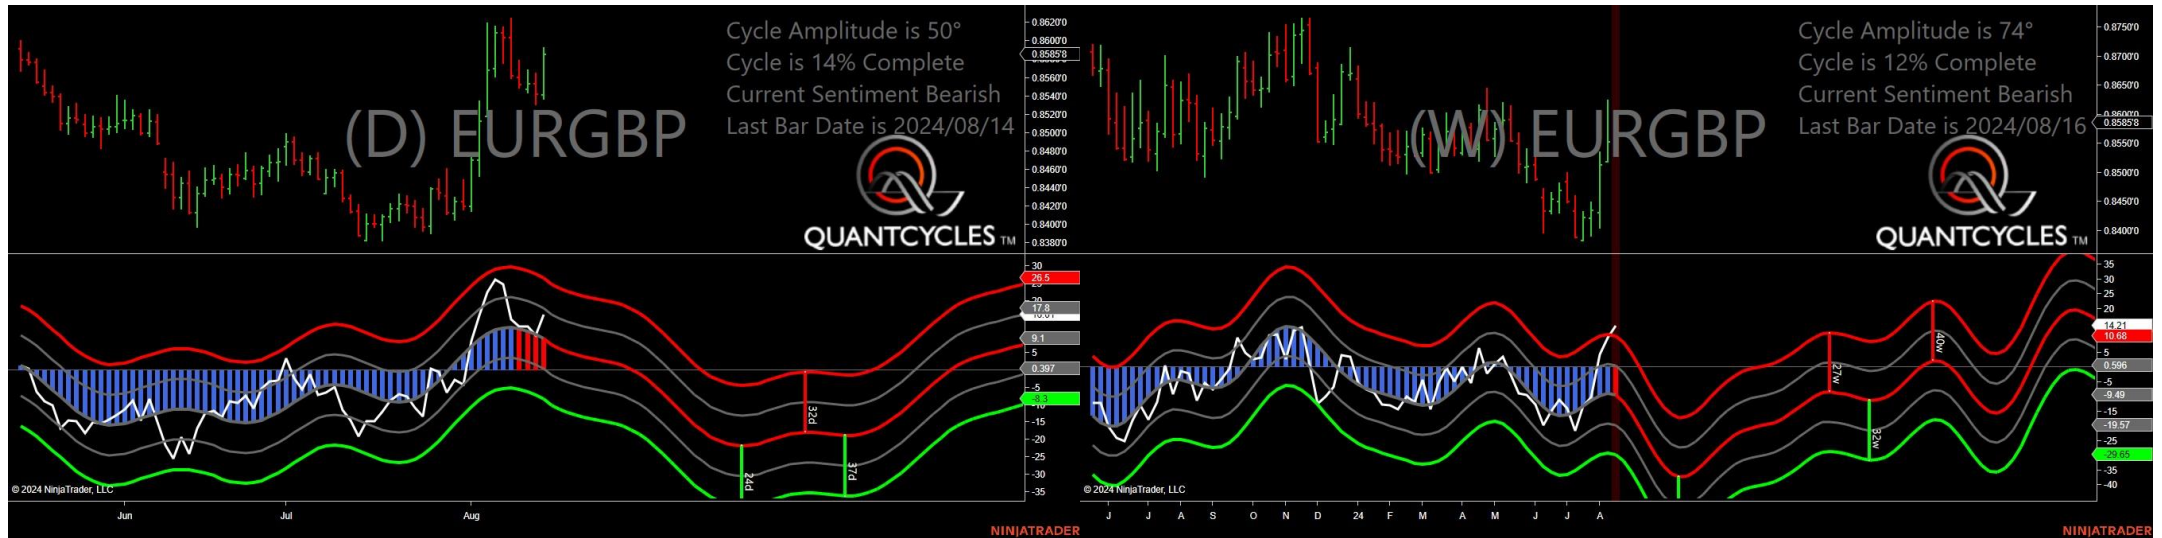 Cycle Amplitude is 50°
Cycle is 14% Complete
Current Sentiment Bearish
Last Bar Date is 2024/08/14
(D) EURGBP
QUANTCYCLES TM
0.8620'0
0.8600'0
0.8585'8
0.8560'0
0.8540'0
0.8520'0
0.8500'0
0.8480'0
0.8460'0
0.8440'0
0.8420'0
0.8400'0
0.8380'0
30
26.5
20
17.8
9.1
5
0.397
-5
-8.3
-10
-15
-20
-25
-30
-35
24d
32d
37d
© 2024 NinjaTrader, LLC
Jun
Jul
Aug
NINJATRADER
Cycle Amplitude is 74°
Cycle is 12% Complete
Current Sentiment Bearish
Last Bar Date is 2024/08/16
(W) EURGBP
QUANTCYCLES TM
0.8750'0
0.8700'0
0.8650'0
0.8600'0
0.8585'8
0.8550'0
0.8500'0
0.8450'0
0.8400'0
35
30
25
20
14.21
10.68
5
0.596
-5
-9.49
-15
-19.57
-25
-29.65
-35
-40
27w
32w
40w
© 2024 NinjaTrader, LLC
J
J
A
S
O
N
D
24
F
M
A
M
J
J
A
NINJATRADER